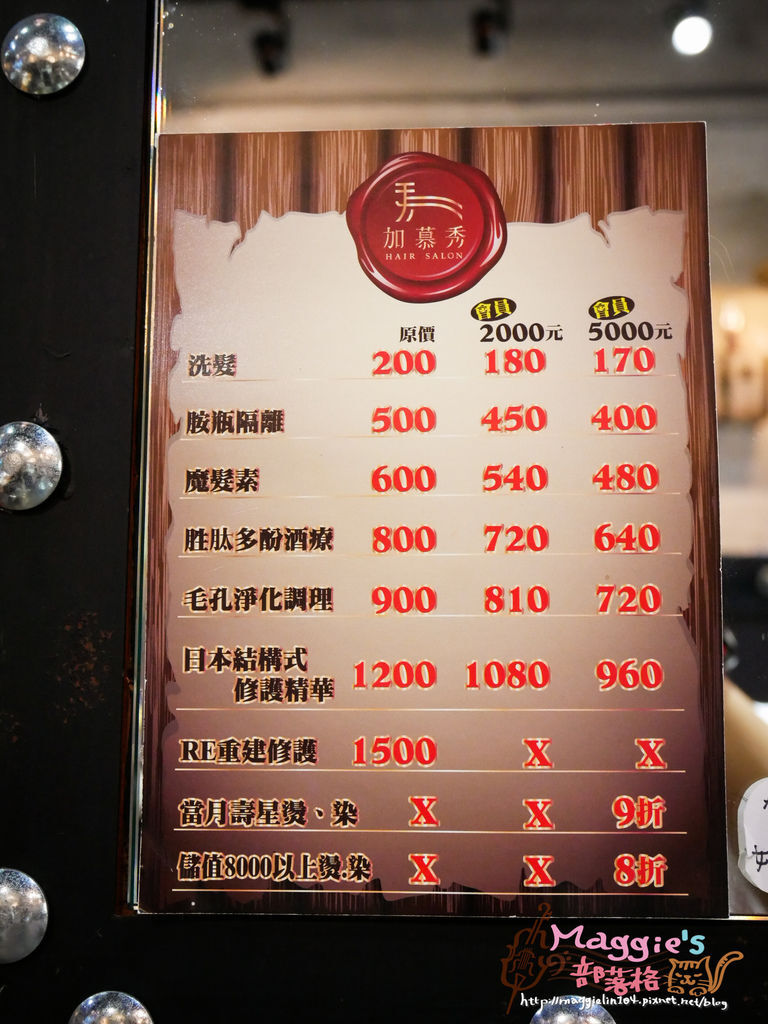 加慕秀
HAIR SALON
會員 會員
原價 2000元 5000元
洗髮 200 180 170
胺瓶隔離 500 450 400
魔髮素 600 540 480
胜肽多酚酒療 800 720 640
毛孔淨化調理 900 810 720
日本結構式
修護精華 1200 1080 960
RE重建修護 1500 X X
當月壽星燙、染 X X 9折
儲值8000以上燙.染 X X 8折
Maggie's
部落格
http://maggielin104.pixnet.net/blog